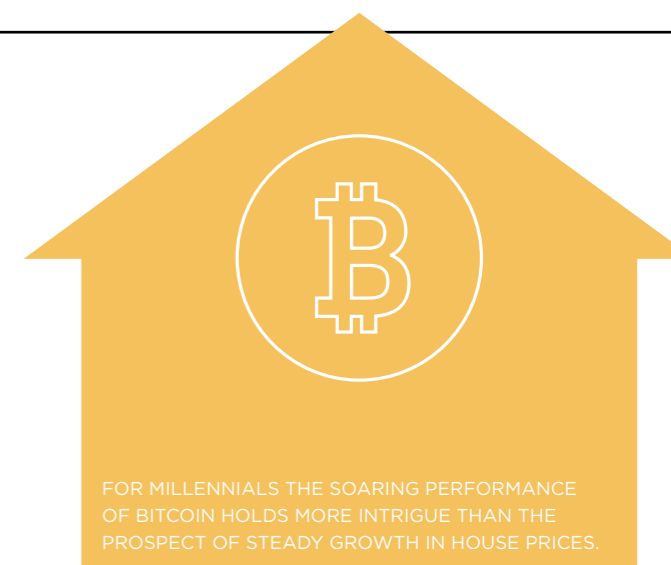 FOR MILLENNIALS THE SOARING PERFORMANCE
OF BITCOIN HOLDS MORE INTRIGUE THAN THE
PROSPECT OF STEADY GROWTH IN HOUSE PRICES.